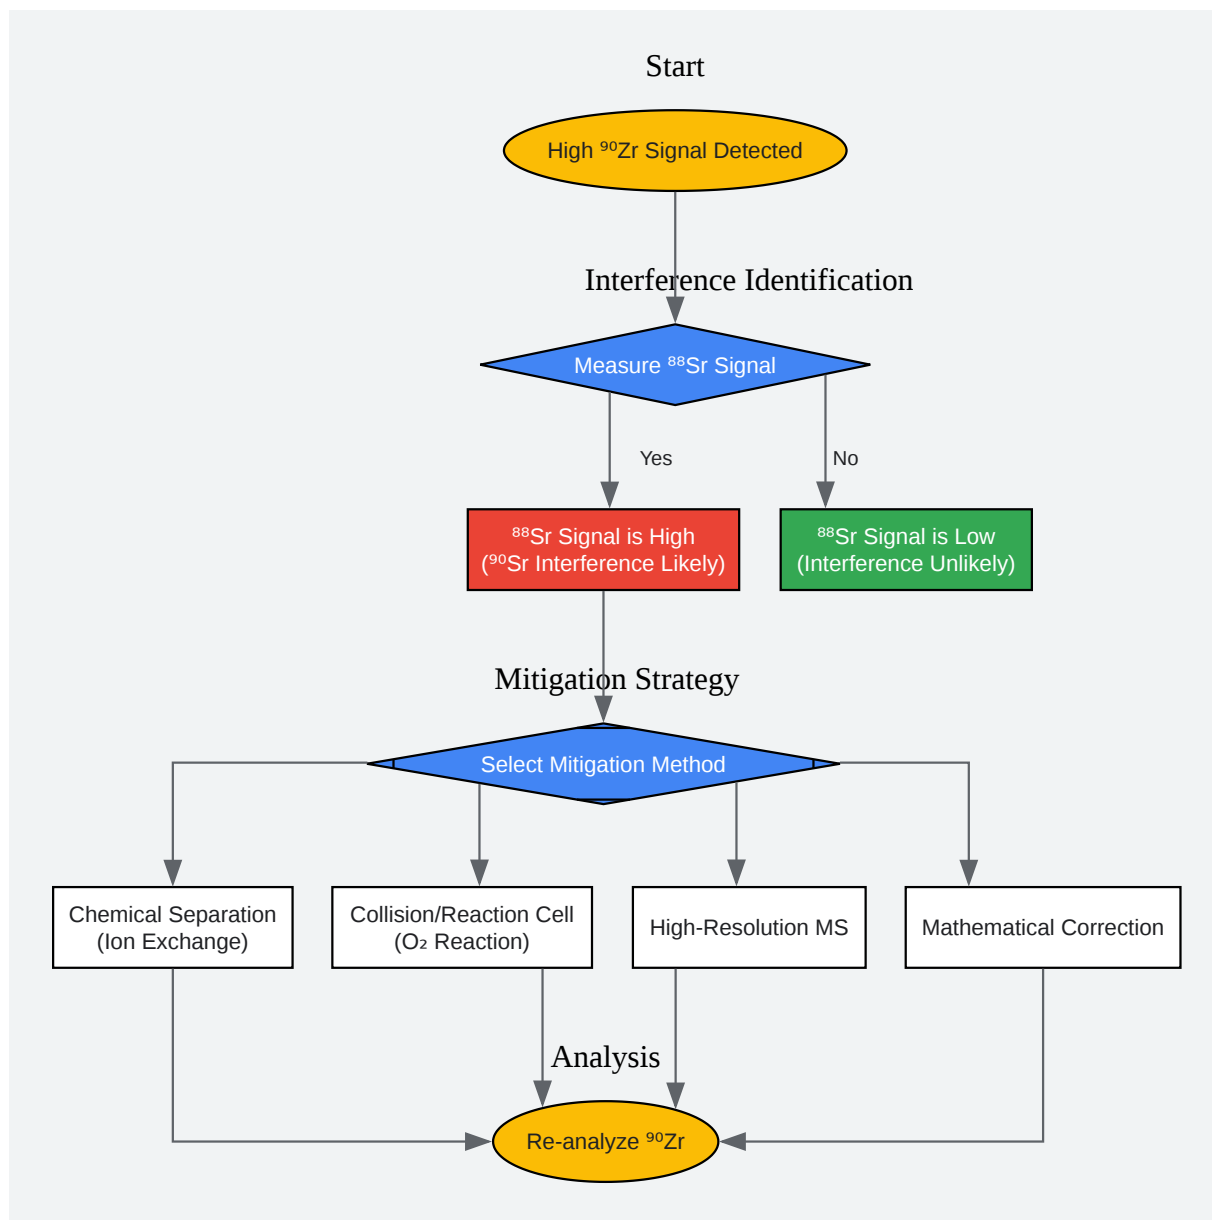 Start
High ⁹⁰Zr Signal Detected
Interference Identification
Measure ⁸⁸Sr Signal
Yes
No
⁸⁸Sr Signal is High
(⁹⁰Sr Interference Likely)
⁸⁸Sr Signal is Low
(Interference Unlikely)
Mitigation Strategy
Select Mitigation Method
Chemical Separation
(Ion Exchange)
Collision/Reaction Cell
(O₂ Reaction)
High-Resolution MS
Mathematical Correction
Analysis
Re-analyze ⁹⁰Zr